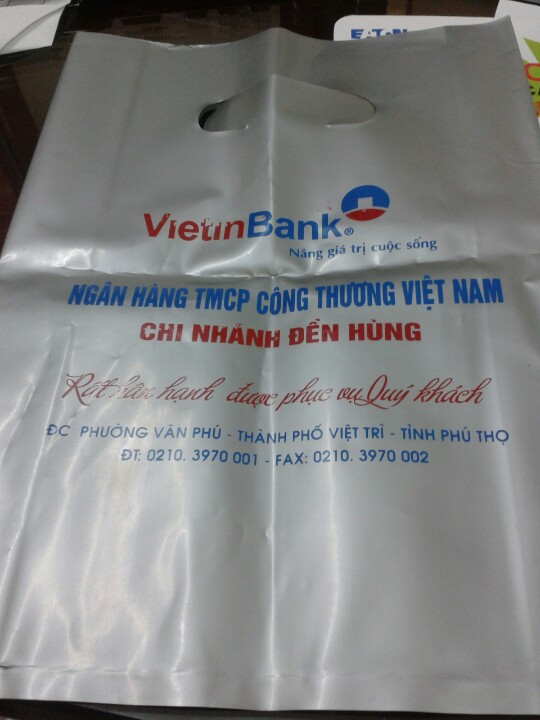 EATON
VietinBank®
Nâng giá trị cuộc sống
NGÂN HÀNG TMCP CÔNG THƯƠNG VIỆT NAM
CHI NHÁNH ĐỀN HÙNG
Rất hân hạnh được phục vụ Quý khách
ĐC PHƯỜNG VÂN PHÚ - THÀNH PHỐ VIỆT TRÌ - TỈNH PHÚ THỌ
ĐT: 0210. 3970 001 - FAX: 0210. 3970 002